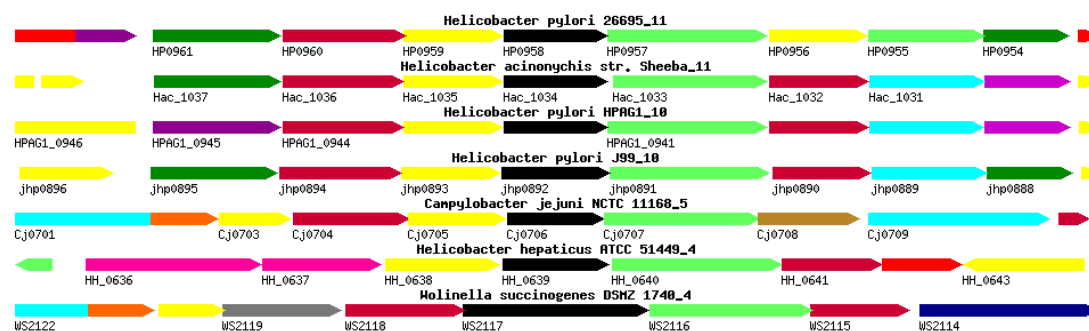 Helicobacter pylori 26695_11
HP0961 HP0960 HP0959 HP0958 HP0957 HP0956 HP0955 HP0954
Helicobacter acinonychis str. Sheeba_11
Hac_1037 Hac_1036 Hac_1035 Hac_1034 Hac_1033 Hac_1032 Hac_1031
Helicobacter pylori HPAG1_10
HPAG1_0946 HPAG1_0945 HPAG1_0944 HPAG1_0941
Helicobacter pylori J99_10
jhp0896 jhp0895 jhp0894 jhp0893 jhp0892 jhp0891 jhp0890 jhp0889 jhp0888
Campylobacter jejuni NCTC 11168_5
Cj0701 Cj0703 Cj0704 Cj0705 Cj0706 Cj0707 Cj0708 Cj0709
Helicobacter hepaticus ATCC 51449_4
HH_0636 HH_0637 HH_0638 HH_0639 HH_0640 HH_0641 HH_0643
Wolinella succinogenes DSMZ 1740_4
WS2122 WS2119 WS2118 WS2117 WS2116 WS2115 WS2114